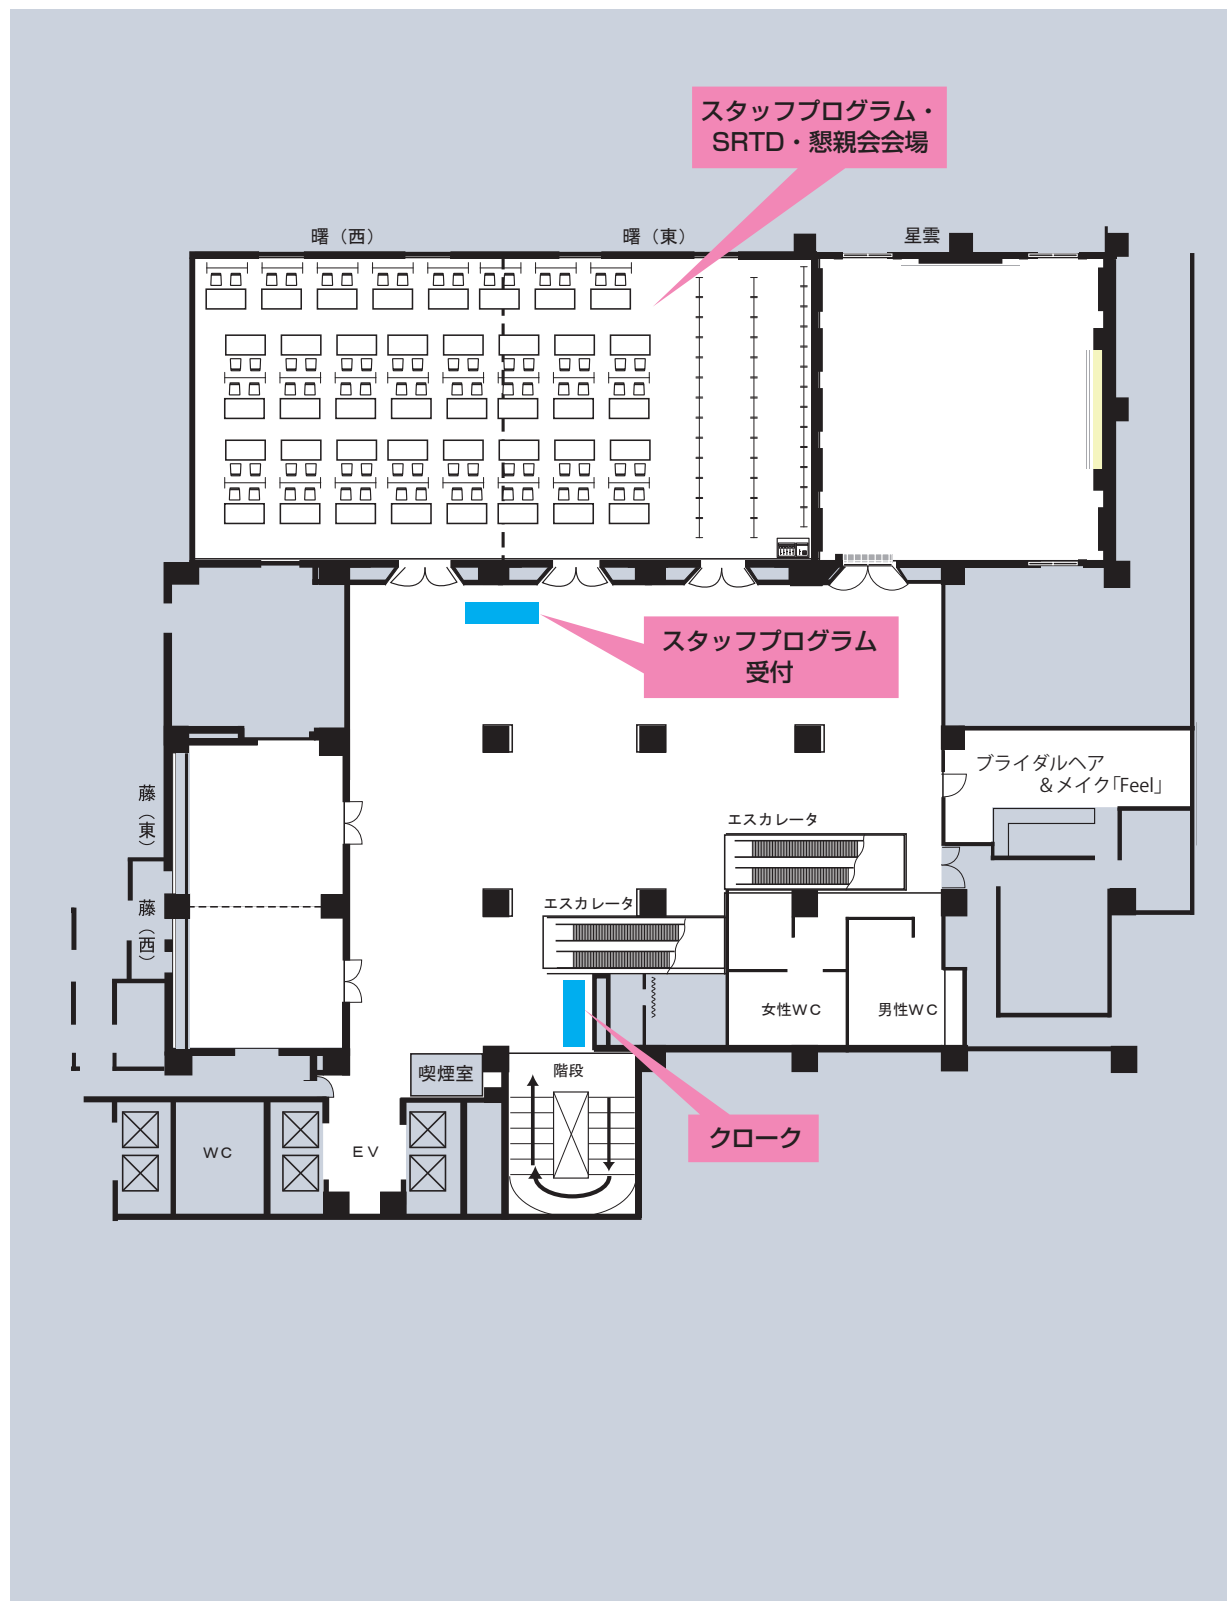 スタッフプログラム・
SRTD・懇親会会場
曙（西）
曙（東）
星雲
スタッフプログラム
受付
ブライダルヘア
＆メイク「Feel」
藤（東）
エスカレータ
エスカレータ
藤（西）
女性WC
男性WC
喫煙室
階段
クローク
WC
EV